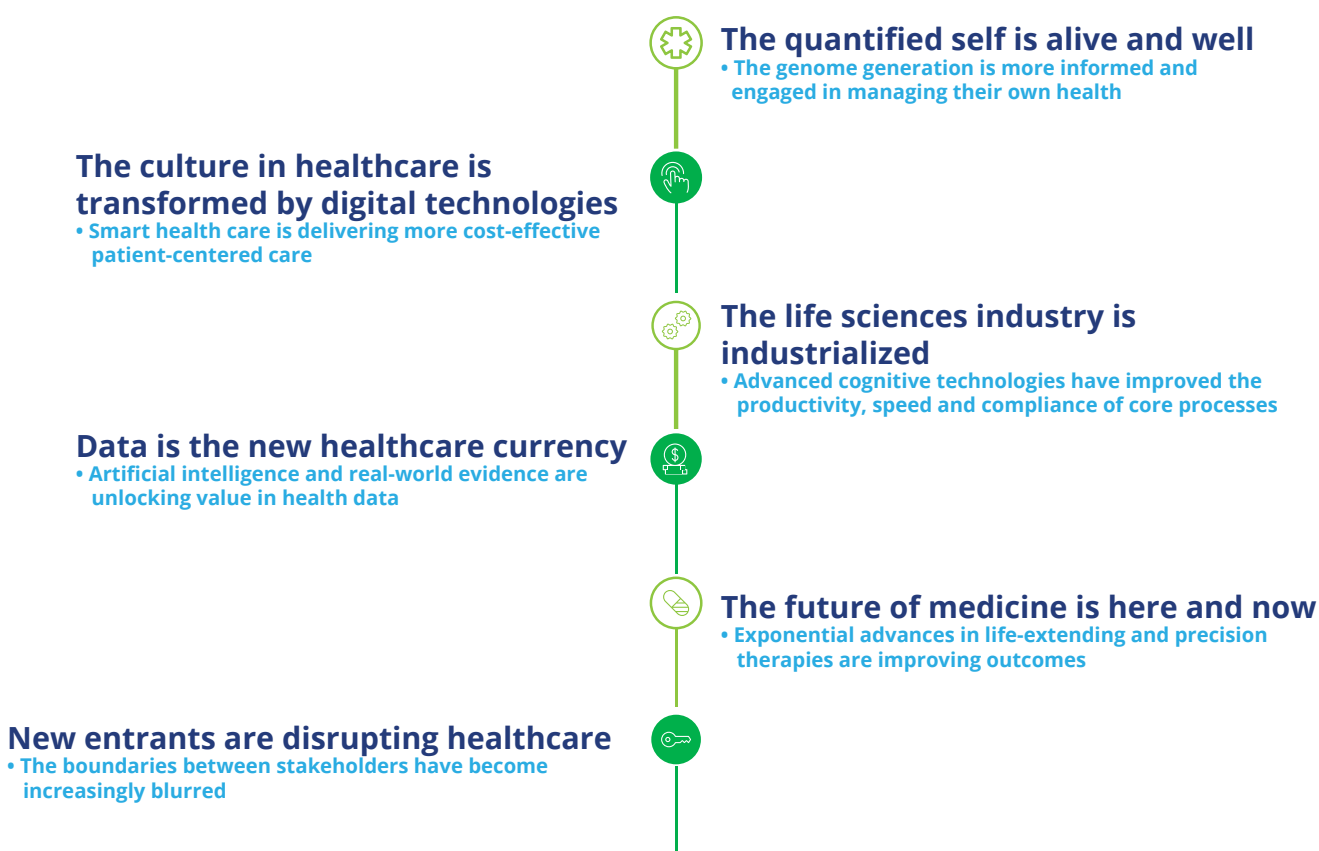 The quantified self is alive and well
• The genome generation is more informed and
engaged in managing their own health
The culture in healthcare is
transformed by digital technologies
• Smart health care is delivering more cost-effective
patient-centered care
The life sciences industry is
industrialized
• Advanced cognitive technologies have improved the
productivity, speed and compliance of core processes
Data is the new healthcare currency
• Artificial intelligence and real-world evidence are
unlocking value in health data
$
The future of medicine is here and now
• Exponential advances in life-extending and precision
therapies are improving outcomes
New entrants are disrupting healthcare
• The boundaries between stakeholders have become
increasingly blurred